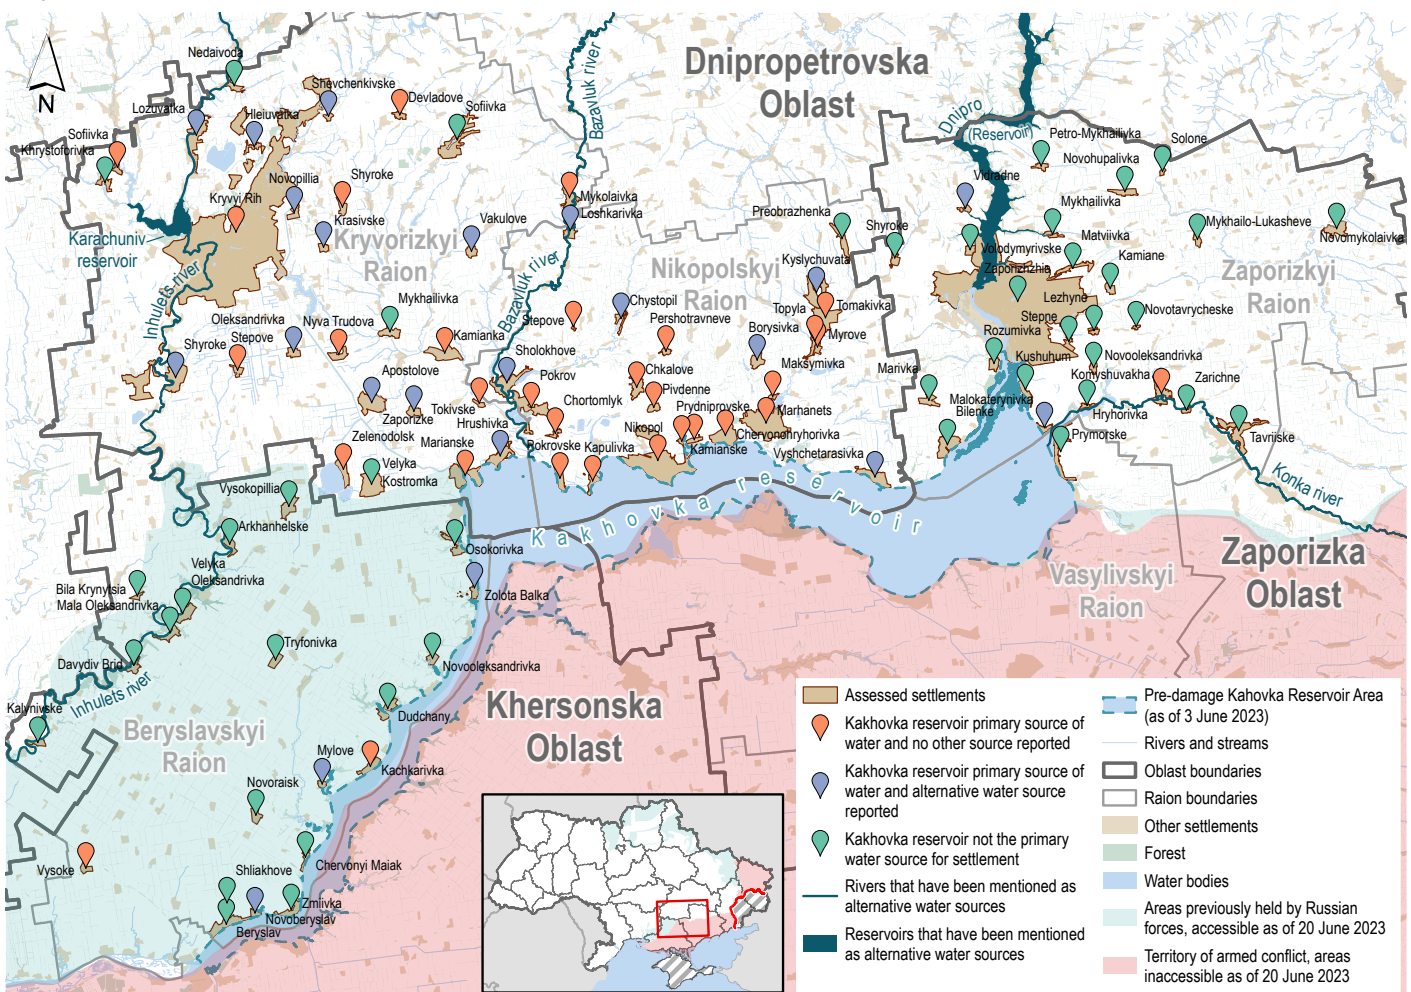 N
Dnipropetrovska
Oblast
Nedaivoda
Shevchenkivske
Devladove
Lozuvatka
Hleiuvatka
Sofiivka
Sofiivka
Khrystoforivka
Bazavluk river
Dnipro
(Reservoir)
Petro-Mykhailivka
Solone
Novohupalivka
Vidradne
Novopillia
Shyroke
Kryvyi Rih
Krasivske
Kryvorizkyi
Raion
Vakulove
Mykolaivka
Loshkarivka
Preobrazhenka
Shyroke
Mykhailivka
Mykhailo-Lukasheve
Novomykolaivka
Karachuniv
reservoir
Volodymyrivske
Matviivka
Kamiane
Zaporizkyi
Raion
Zaporizhzhia
Nikopolskyi
Raion
Kyslychuvata
Bazavluk river
Inhulets river
Mykhailivka
Chystopil
Topyla
Tomakivka
Lezhyne
Stepne
Novotavrycheske
Oleksandrivka
Nyva Trudova
Stepove
Pershotravneve
Borysivka
Myrove
Rozumivka
Stepove
Shyroke
Kamianka
Sholokhove
Maksymivka
Kushuhum
Novooleksandrivka
Apostolove
Pokrov
Chkalove
Marivka
Komyshuvakha
Zarichne
Zaporizke
Tokivske
Chortomlyk
Pivdenne
Malokaterynivka
Bilenke
Hryhorivka
Hrushivka
Prydniprovske
Marhanets
Zelenodolsk
Marianske
Pokrovske
Kapulivka
Nikopol
Kamianske
Chervonohryhorivka
Vyshchetarasivka
Prymorske
Tavriiske
Velyka
Kostromka
Konka river
Kakhovka reservoir
Vysokopillia
Arkhanhelske
Osokorivka
Zaporizka
Oblast
Vasylivskyi
Raion
Velyka
Oleksandrivka
Bila Krynytsia
Mala Oleksandrivka
Zolota Balka
Tryfonivka
Novooleksandrivka
Davydiv Brid
Inhulets river
Kalynivske
Beryslavskyi
Raion
Dudchany
Khersonska
Oblast
Mylove
Kachkarivka
Novoraisk
Vysoke
Chervonyi Maiak
Shliakhove
Zmiivka
Novoberyslav
Beryslav
Assessed settlements
Kakhovka reservoir primary source of
water and no other source reported
Kakhovka reservoir primary source of
water and alternative water source
reported
Kakhovka reservoir not the primary
water source for settlement
Rivers that have been mentioned as
alternative water sources
Reservoirs that have been mentioned
as alternative water sources
Pre-damage Kahovka Reservoir Area
(as of 3 June 2023)
Rivers and streams
Oblast boundaries
Raion boundaries
Other settlements
Forest
Water bodies
Areas previously held by Russian
forces, accessible as of 20 June 2023
Territory of armed conflict, areas
inaccessible as of 20 June 2023